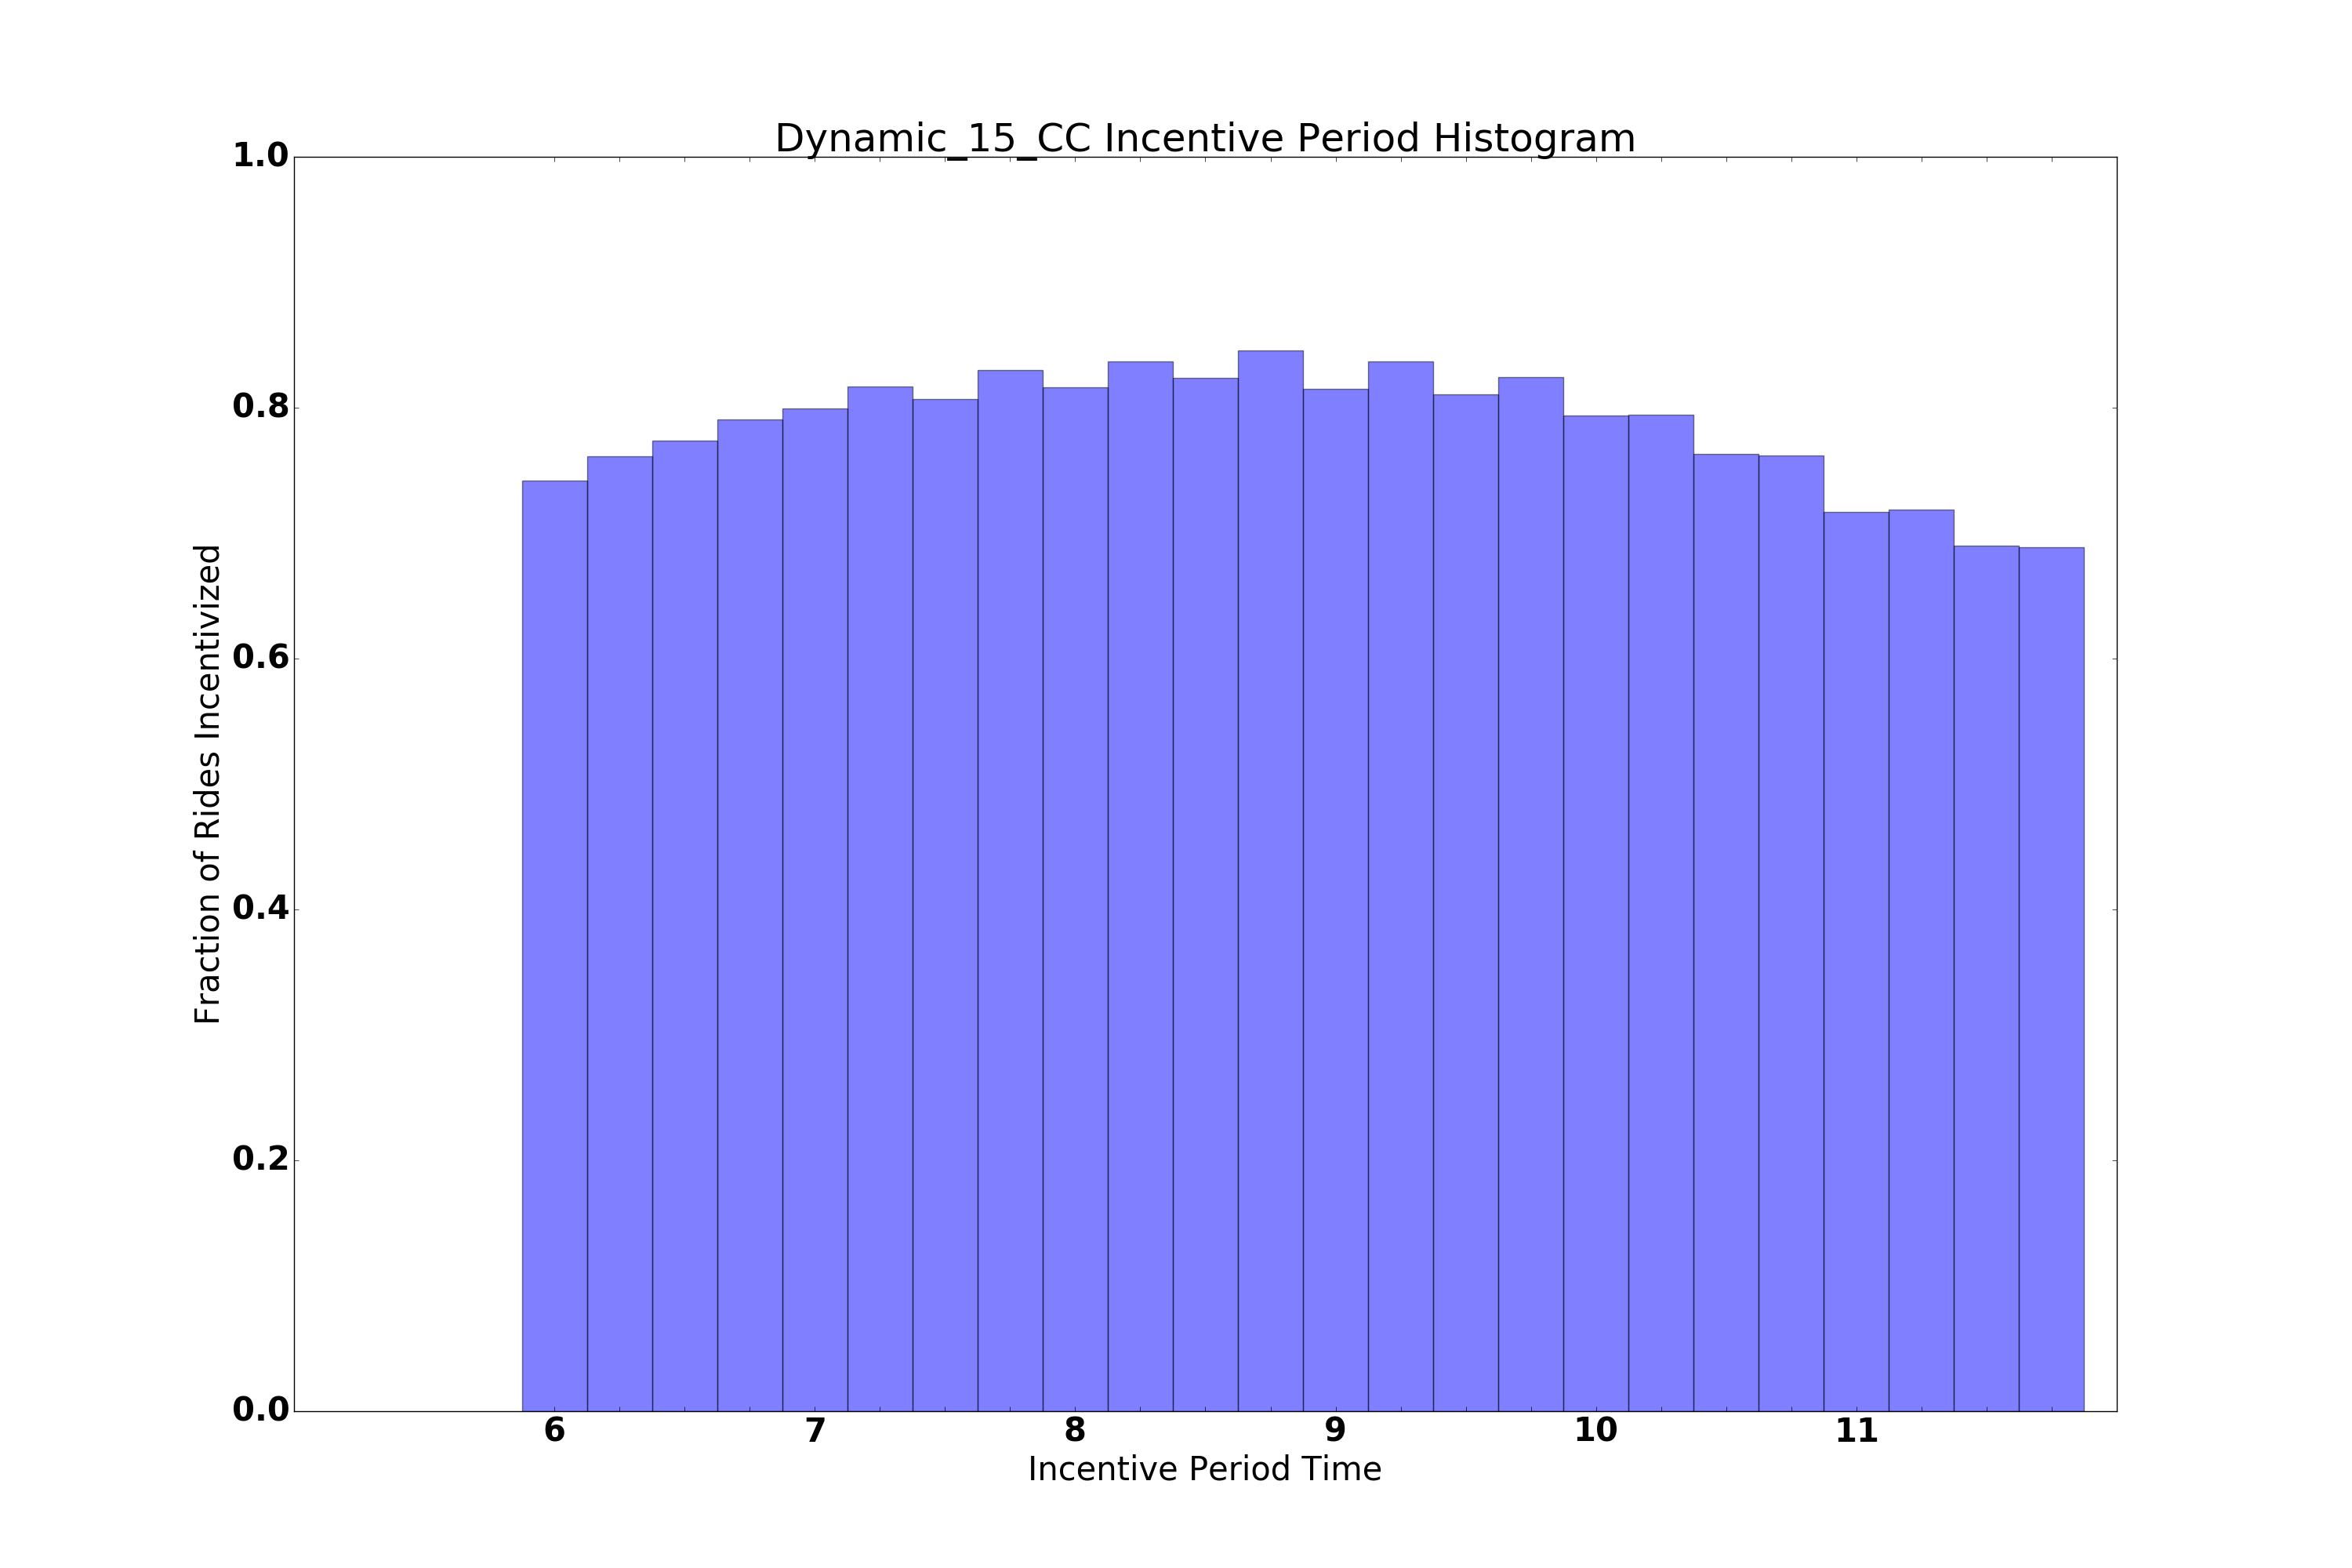 Dynamic_15_CC Incentive Period Histogram
1.0
0.8
0.6
0.4
0.2
0.0
Fraction of Rides Incentivized
6 7 8 9 10 11
Incentive Period Time